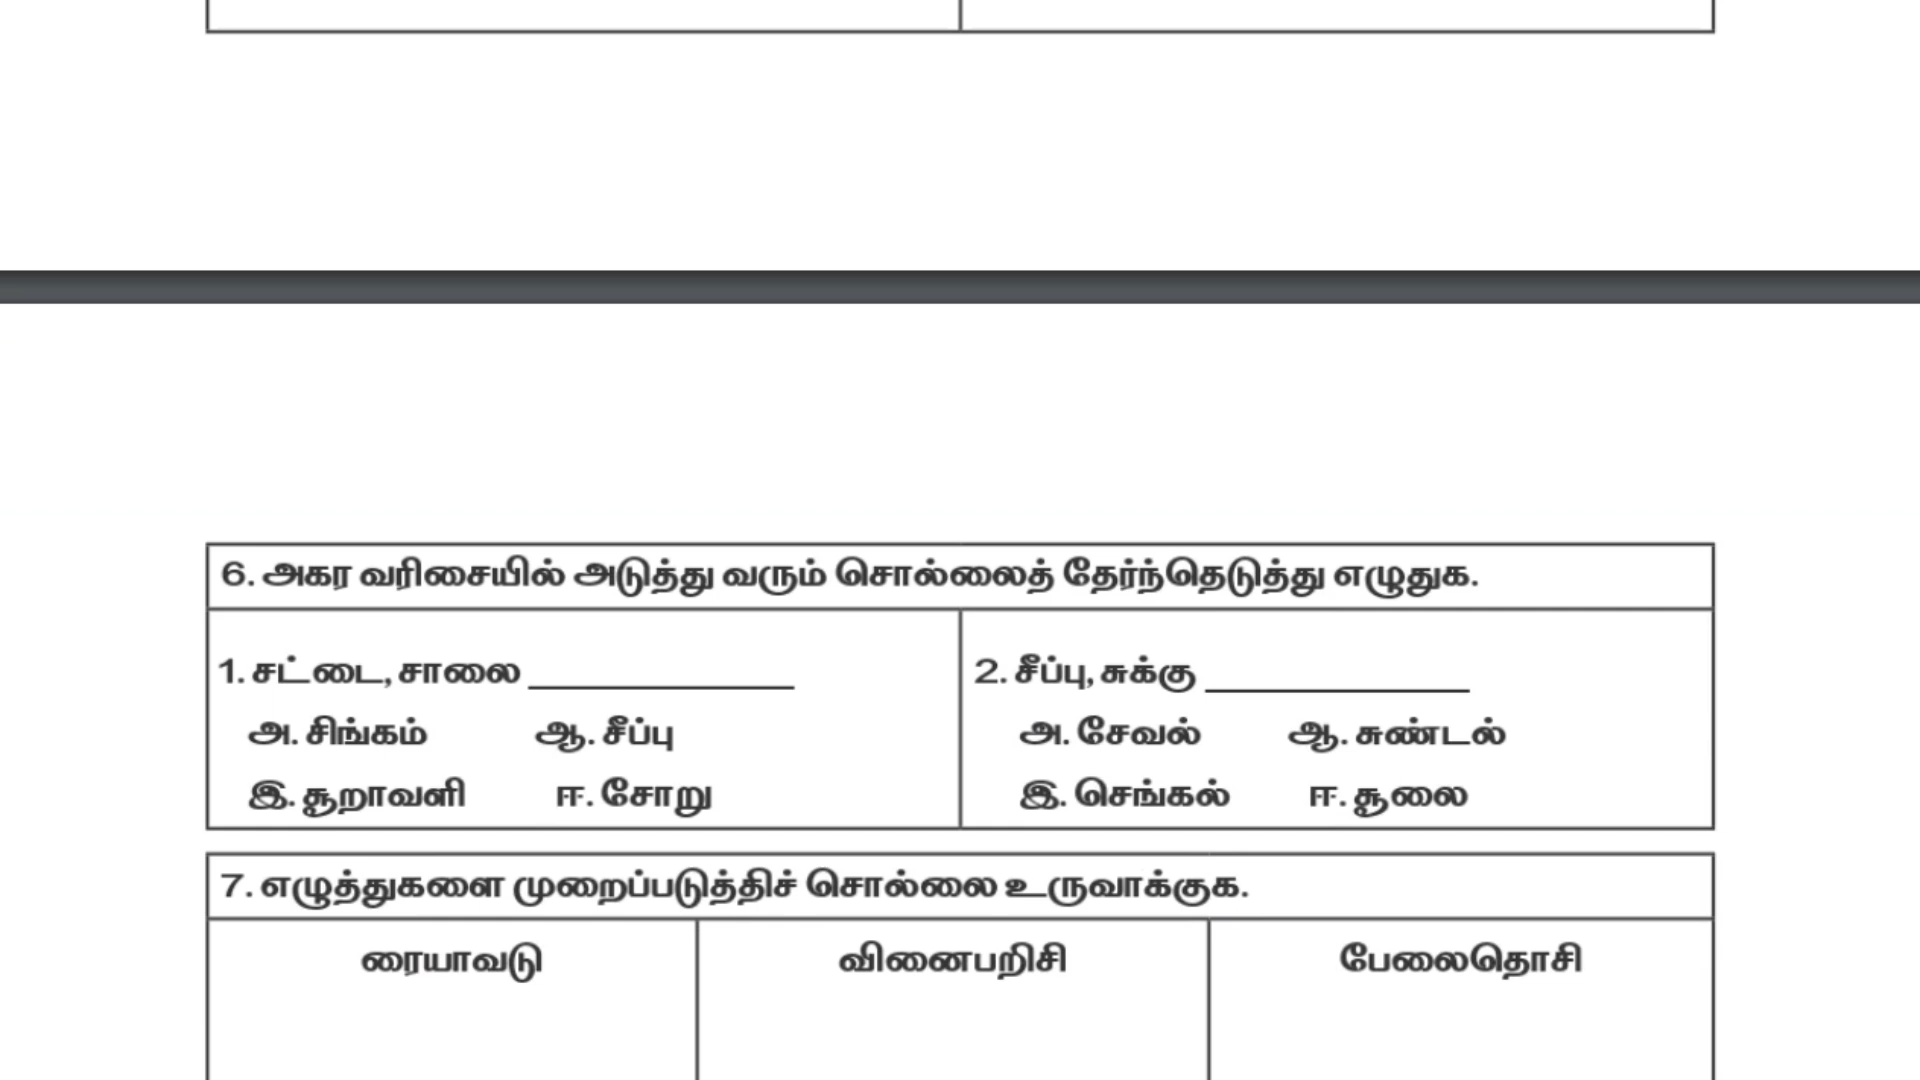 6. அகர வரிசையில் அடுத்து வரும் சொல்லைத் தேர்ந்தெடுத்து எழுதுக.
1. சட்டை, சாலை ______________
அ. சிங்கம் ஆ. சீப்பு
இ. சூறாவளி ஈ. சோறு
2. சீப்பு, சுக்கு ______________
அ. சேவல் ஆ. சுண்டல்
இ. செங்கல் ஈ. சூலை
7. எழுத்துகளை முறைப்படுத்திச் சொல்லை உருவாக்குக.
ரையாவடு வினைபறிசி பேலைதொசி